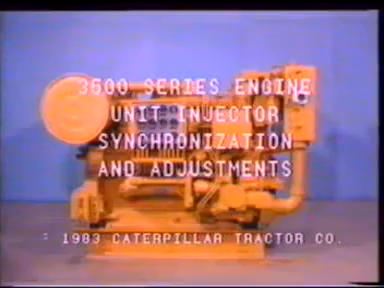 3500 SERIES ENGINE
UNIT INJECTOR
SYNCHRONIZATION
AND ADJUSTMENTS
© 1983 CATERPILLAR TRACTOR CO.